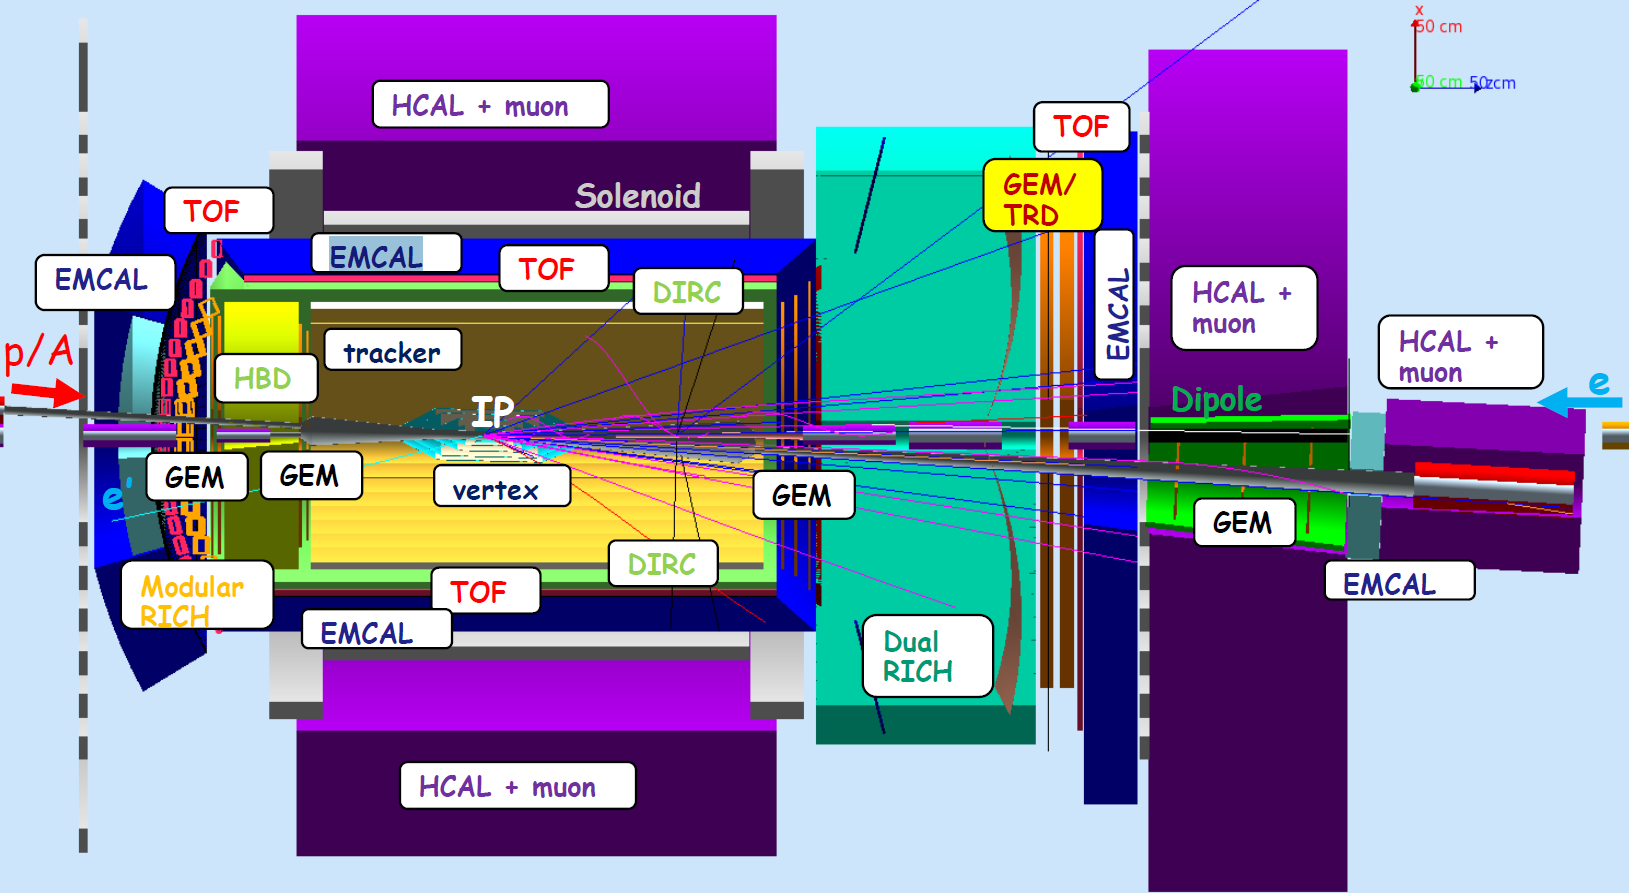 x
50 cm
50 cm
50 cm
z
HCAL + muon
TOF
Solenoid
GEM/
TRD
TOF
EMCAL
EMCAL
TOF
DIRC
EMCAL
HCAL +
muon
HCAL +
muon
p/A
tracker
HBD
e
Dipole
IP
GEM
GEM
vertex
GEM
e'
GEM
DIRC
Modular
RICH
TOF
EMCAL
EMCAL
Dual
RICH
HCAL + muon